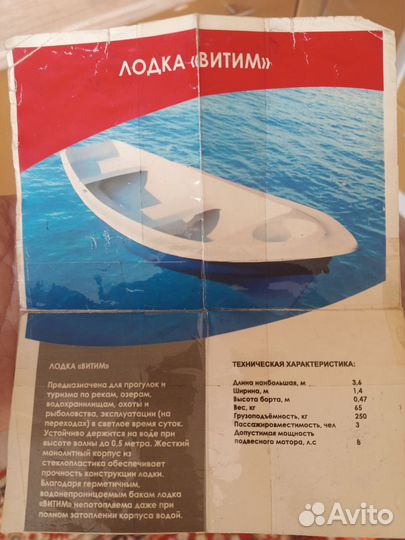 ЛОДКА «ВИТИМ»
ЛОДКА «ВИТИМ»
Предназначена для прогулок и
туризма по рекам, озерам,
водохранилищам, охоты и
рыболовства, эксплуатации (на
переходах) в светлое время суток.
Устойчиво держится на воде при
высоте волны до 0,5 метра. Жесткий
монолитный корпус из
стеклопластика обеспечивает
прочность конструкции лодки.
Благодаря герметичным,
водонепроницаемым бакам лодка
«ВИТИМ» непотопляема даже при
полном затоплении корпуса водой.
ТЕХНИЧЕСКАЯ ХАРАКТЕРИСТИКА:
Длина наибольшая, м 3,6
Ширина, м 1,4
Высота борта, м 0,47
Вес, кг 65
Грузоподъёмность, кг 250
Пассажировместимость, чел 3
Допустимая мощность
подвесного мотора, л.с 8
Avito